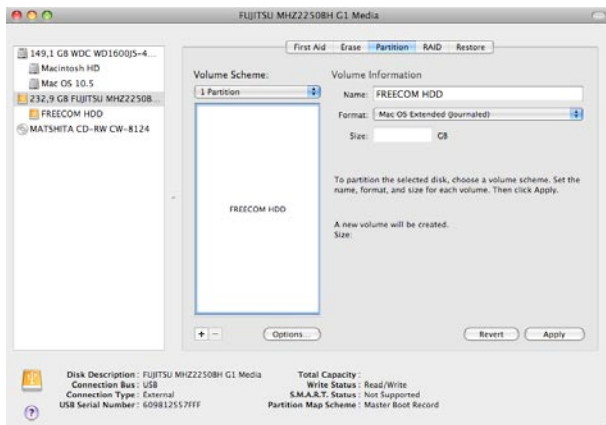 FUJITSU MHZ2250BH G1 Media
First Aid Erase Partition RAID Restore
149,1 GB WDC WD1600JS-4...
Macintosh HD
Mac OS 10.5
232,9 GB FUJITSU MHZ2250B...
FREECOM HDD
MATSHITA CD-RW CW-8124
Volume Scheme:
1 Partition
FREECOM HDD
+ − Options...
Volume Information
Name: FREECOM HDD
Format: Mac OS Extended (Journaled)
Size: GB
To partition the selected disk, choose a volume scheme. Set the
name, format, and size for each volume. Then click Apply.
A new volume will be created.
Size:
Revert Apply
Disk Description : FUJITSU MHZ2250BH G1 Media
Connection Bus : USB
Connection Type : External
USB Serial Number : 609812557FFF
Total Capacity :
Write Status : Read/Write
S.M.A.R.T. Status : Not Supported
Partition Map Scheme : Master Boot Record
?